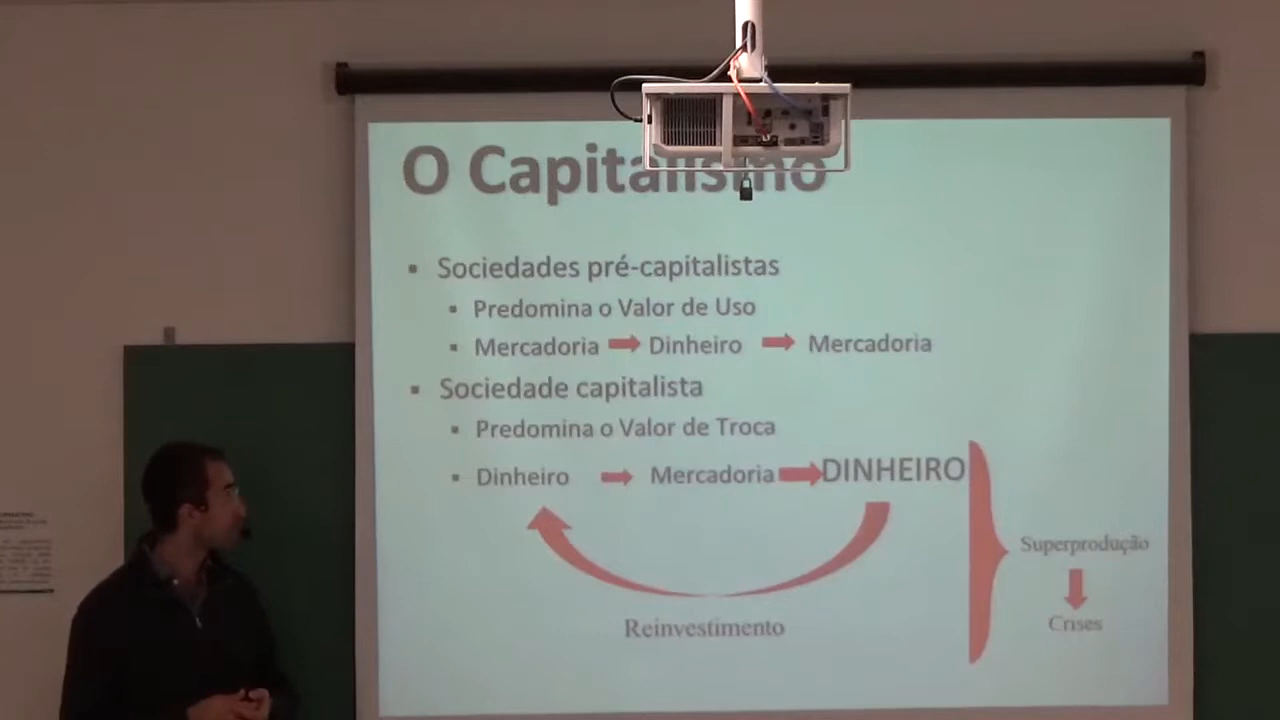 O Capitalismo
Sociedades pré-capitalistas
Predomina o Valor de Uso
Mercadoria Dinheiro Mercadoria
Sociedade capitalista
Predomina o Valor de Troca
Dinheiro Mercadoria DINHEIRO
Superprodução
Crises
Reinvestimento